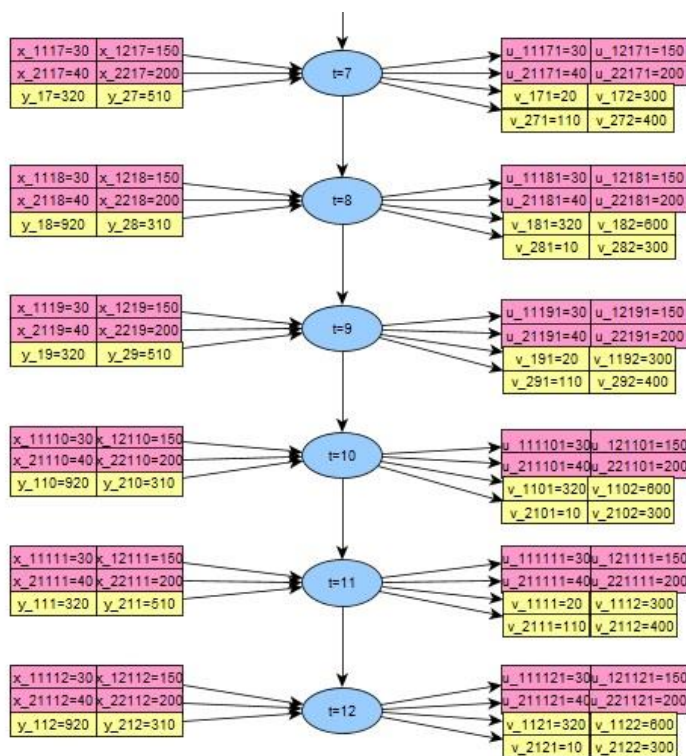 x_1117=30 x_1217=150
x_2117=40 x_2217=200
y_17=320 y_27=510
t=7
u_11171=30 u_12171=150
u_21171=40 u_22171=200
v_171=20 v_172=300
v_271=110 v_272=400
x_1118=30 x_1218=150
x_2118=40 x_2218=200
y_18=920 y_28=310
t=8
u_11181=30 u_12181=150
u_21181=40 u_22181=200
v_181=320 v_182=600
v_281=10 v_282=300
x_1119=30 x_1219=150
x_2119=40 x_2219=200
y_19=320 y_29=510
t=9
u_11191=30 u_12191=150
u_21191=40 u_22191=200
v_191=20 v_1192=300
v_291=110 v_292=400
x_11110=30 x_12110=150
x_21110=40 x_22110=200
y_110=920 y_210=310
t=10
u_111101=30 u_121101=150
u_211101=40 u_221101=200
v_1101=320 v_1102=600
v_2101=10 v_2102=300
x_11111=30 x_12111=150
x_21111=40 x_22111=200
y_111=320 y_211=510
t=11
u_111111=30 u_121111=150
u_211111=40 u_221111=200
v_1111=20 v_1112=300
v_2111=110 v_2112=400
x_11112=30 x_12112=150
x_21112=40 x_22112=200
y_112=920 y_212=310
t=12
u_111121=30 u_121121=150
u_211121=40 u_221121=200
v_1121=320 v_1122=600
v_2121=10 v_2122=300